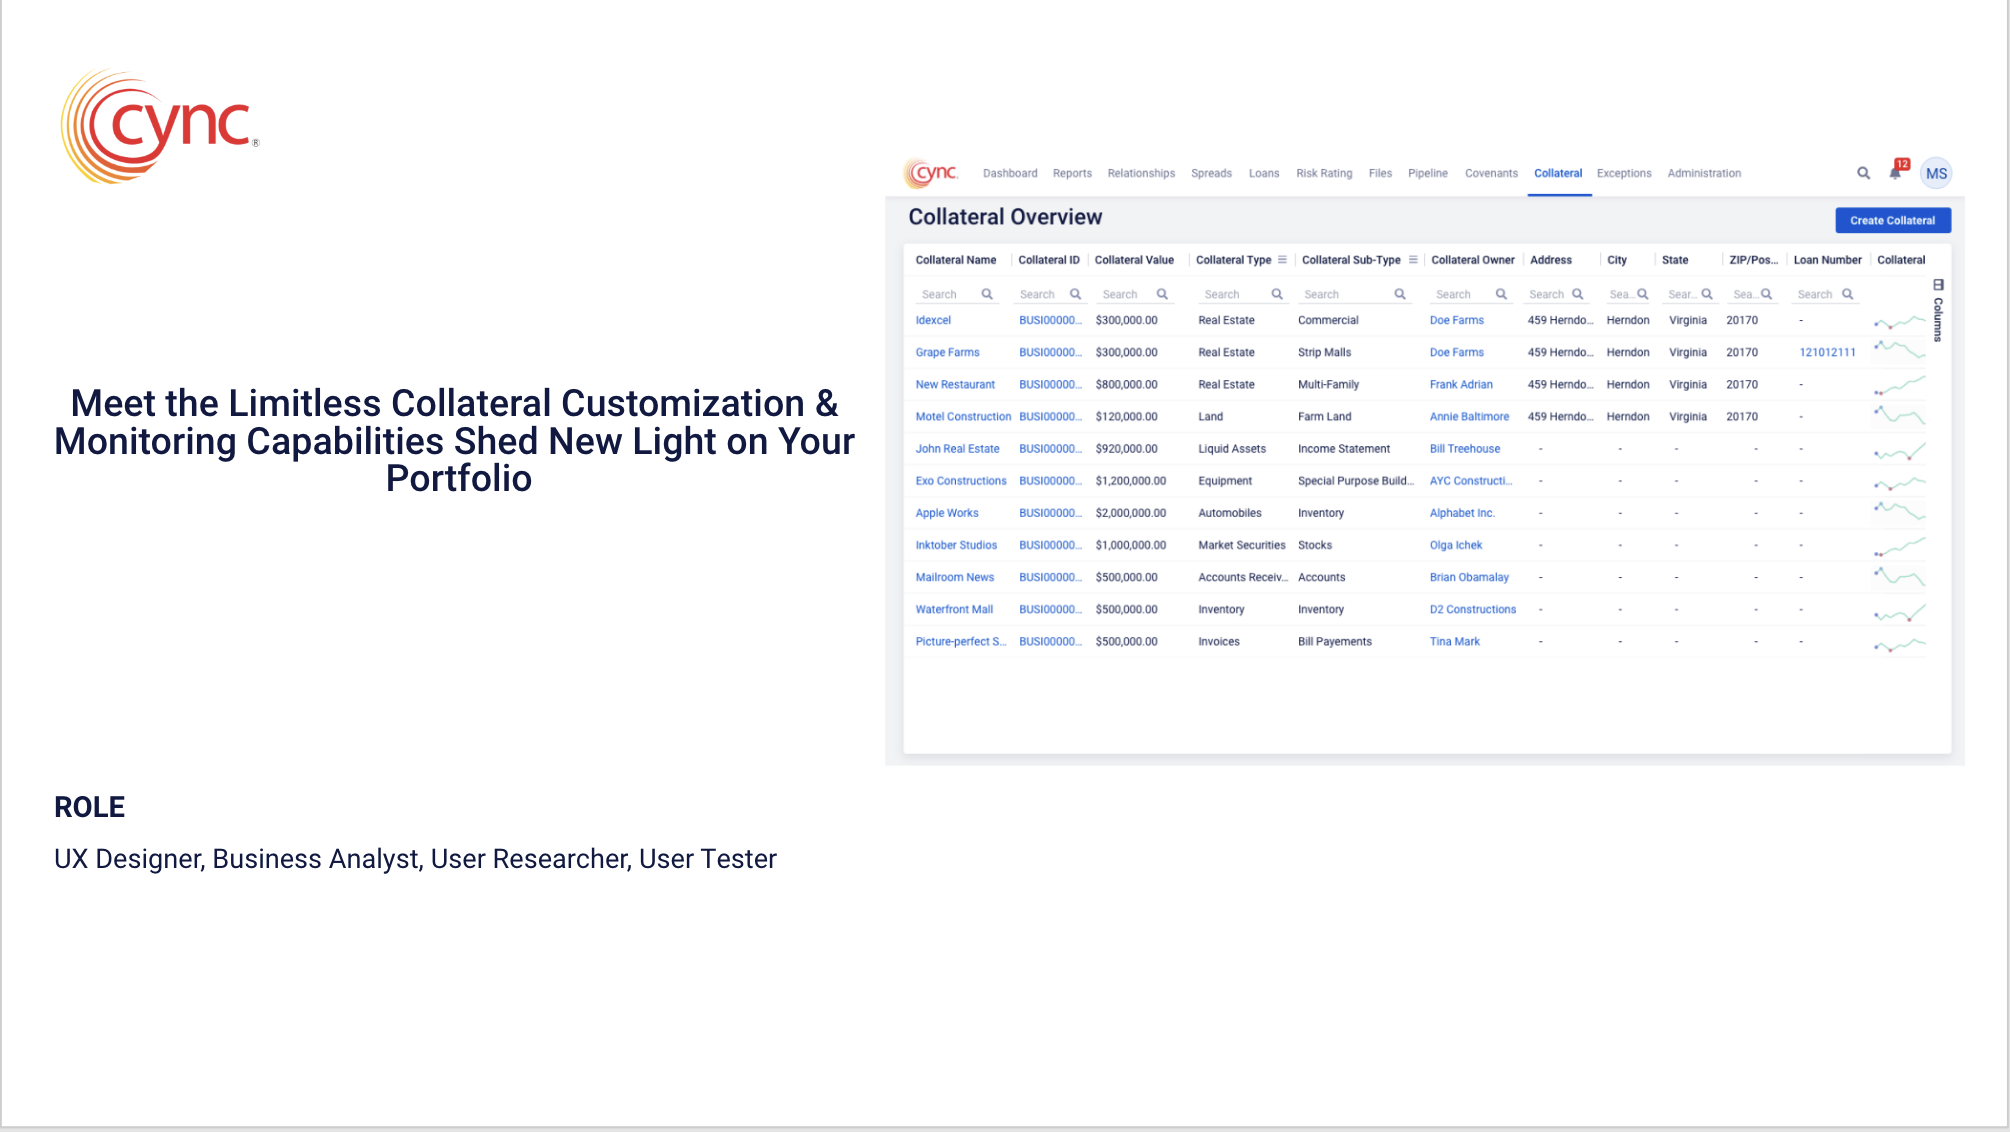 cync®
Meet the Limitless Collateral Customization &
Monitoring Capabilities Shed New Light on Your
Portfolio
ROLE
UX Designer, Business Analyst, User Researcher, User Tester
cync. Dashboard Reports Relationships Spreads Loans Risk Rating Files Pipeline Covenants Collateral Exceptions Administration 12 MS
Collateral Overview Create Collateral
Collateral Name Collateral ID Collateral Value Collateral Type Collateral Sub-Type Collateral Owner Address City State ZIP/Pos... Loan Number Collateral
Search Search Search Search Search Search Search Sea... Sear... Sea... Search
Columns
Idexcel BUSI00000... $300,000.00 Real Estate Commercial Doe Farms 459 Herndo... Herndon Virginia 20170 -
Grape Farms BUSI00000... $300,000.00 Real Estate Strip Malls Doe Farms 459 Herndo... Herndon Virginia 20170 121012111
New Restaurant BUSI00000... $800,000.00 Real Estate Multi-Family Frank Adrian 459 Herndo... Herndon Virginia 20170 -
Motel Construction BUSI00000... $120,000.00 Land Farm Land Annie Baltimore 459 Herndo... Herndon Virginia 20170 -
John Real Estate BUSI00000... $920,000.00 Liquid Assets Income Statement Bill Treehouse - - - - -
Exo Constructions BUSI00000... $1,200,000.00 Equipment Special Purpose Build... AYC Constructi... - - - - -
Apple Works BUSI00000... $2,000,000.00 Automobiles Inventory Alphabet Inc. - - - - -
Inktober Studios BUSI00000... $1,000,000.00 Market Securities Stocks Olga Ichek - - - - -
Mailroom News BUSI00000... $500,000.00 Accounts Receiv... Accounts Brian Obamalay - - - - -
Waterfront Mall BUSI00000... $500,000.00 Inventory Inventory D2 Constructions - - - - -
Picture-perfect S... BUSI00000... $500,000.00 Invoices Bill Payements Tina Mark - - - - -